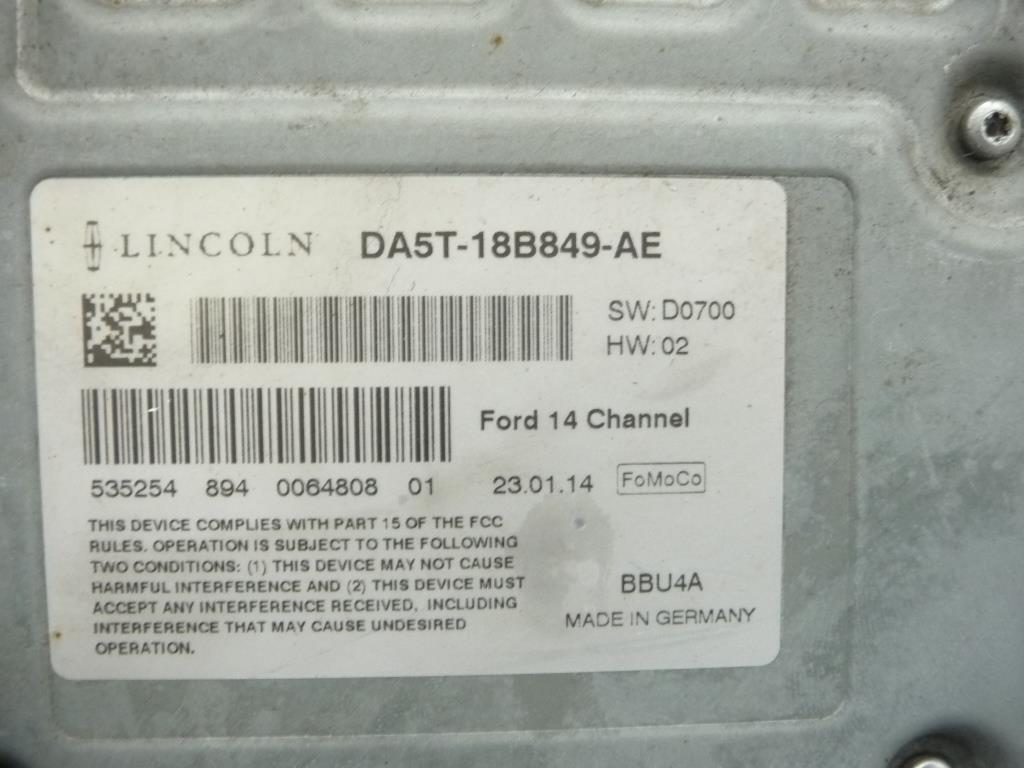 LINCOLN DA5T-18B849-AE
SW: D0700
HW: 02
Ford 14 Channel
535254 894 0064808 01 23.01.14 FoMoCo
THIS DEVICE COMPLIES WITH PART 15 OF THE FCC
RULES. OPERATION IS SUBJECT TO THE FOLLOWING
TWO CONDITIONS: (1) THIS DEVICE MAY NOT CAUSE
HARMFUL INTERFERENCE AND (2) THIS DEVICE MUST
ACCEPT ANY INTERFERENCE RECEIVED, INCLUDING
INTERFERENCE THAT MAY CAUSE UNDESIRED
OPERATION.
BBU4A
MADE IN GERMANY